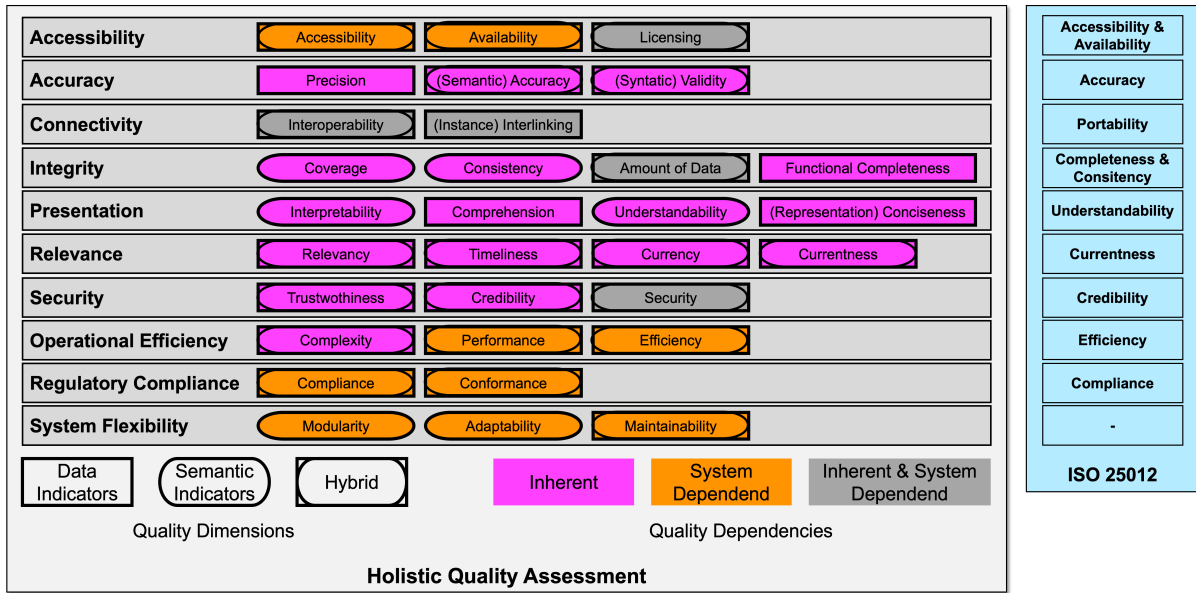 Accessibility Accessibility Availability Licensing Accessibility &
Availability
Accuracy Precision (Semantic) Accuracy (Syntatic) Validity Accuracy
Connectivity Interoperability (Instance) Interlinking Portability
Integrity Coverage Consistency Amount of Data Functional Completeness Completeness &
Consitency
Presentation Interpretability Comprehension Understandability (Representation) Conciseness Understandability
Relevance Relevancy Timeliness Currency Currentness Currentness
Security Trustwothiness Credibility Security Credibility
Operational Efficiency Complexity Performance Efficiency Efficiency
Regulatory Compliance Compliance Conformance Compliance
System Flexibility Modularity Adaptability Maintainability -
Data
Indicators
Semantic
Indicators
Hybrid
Inherent
System
Dependend
Inherent & System
Dependend
ISO 25012
Quality Dimensions
Quality Dependencies
Holistic Quality Assessment